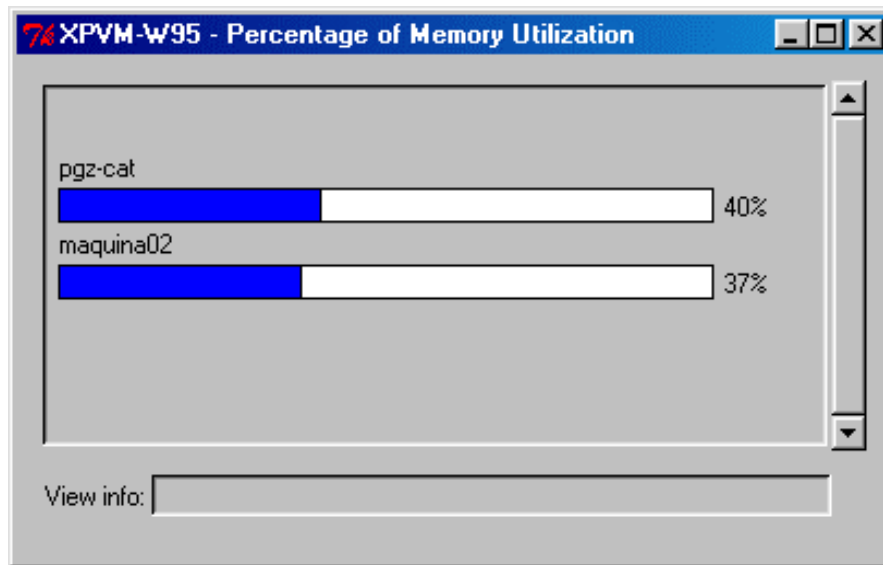 XPVM-W95 - Percentage of Memory Utilization
pgz-cat
40%
maquina02
37%
View info: